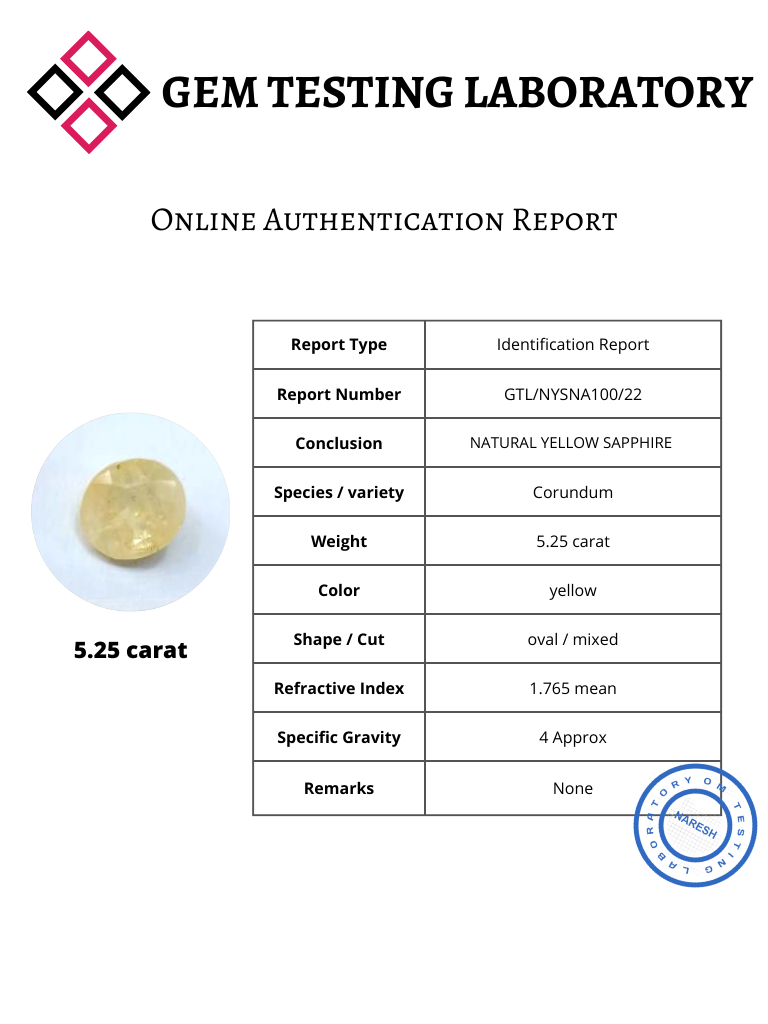 GEM TESTING LABORATORY
Online Authentication Report
Report Type Identification Report
Report Number GTL/NYSNA100/22
Conclusion NATURAL YELLOW SAPPHIRE
Species / variety Corundum
Weight 5.25 carat
Color yellow
Shape / Cut oval / mixed
Refractive Index 1.765 mean
Specific Gravity 4 Approx
Remarks None
5.25 carat
OM TESTING LABORATORY
NARESH